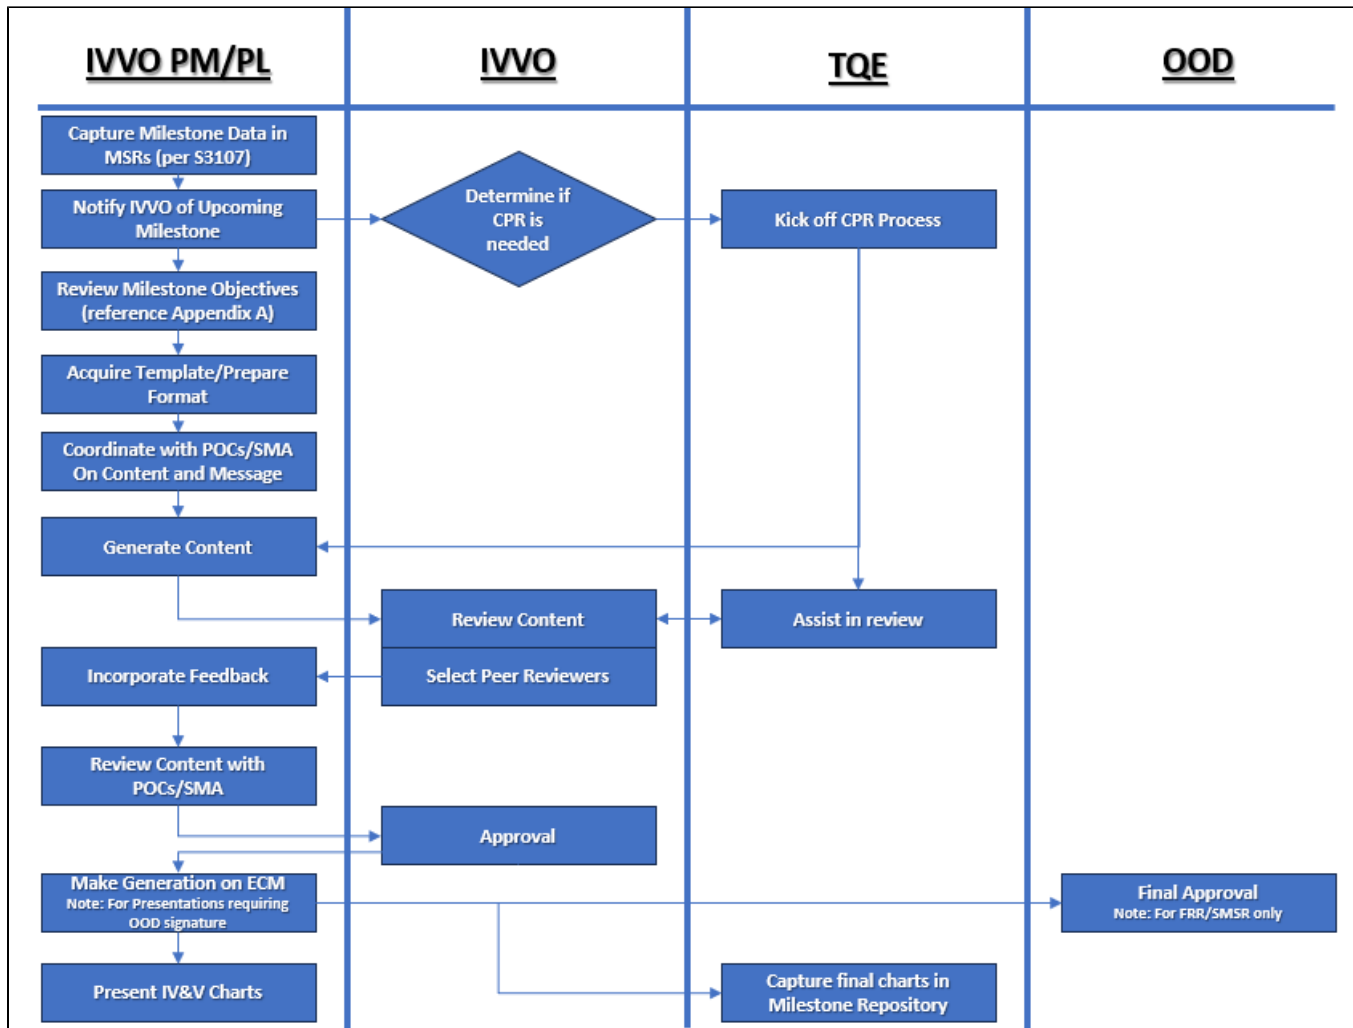 IVVO PM/PL
IVVO
TQE
OOD
Capture Milestone Data in
MSRs (per S3107)
Notify IVVO of Upcoming
Milestone
Determine if
CPR is
needed
Kick off CPR Process
Review Milestone Objectives
(reference Appendix A)
Acquire Template/Prepare
Format
Coordinate with POCs/SMA
On Content and Message
Generate Content
Review Content
Assist in review
Incorporate Feedback
Select Peer Reviewers
Review Content with
POCs/SMA
Approval
Make Generation on ECM
Note: For Presentations requiring
OOD signature
Final Approval
Note: For FRR/SMSR only
Present IV&V Charts
Capture final charts in
Milestone Repository